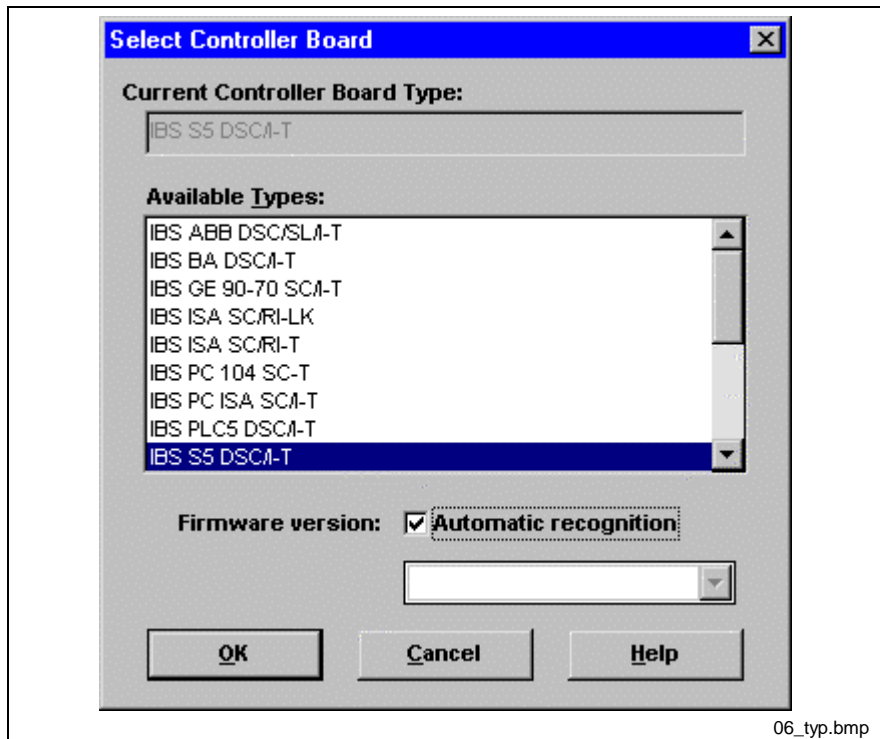 Select Controller Board
Current Controller Board Type:
IBS S5 DSC/I-T
Available Types:
IBS ABB DSC/SL/I-T
IBS BA DSC/I-T
IBS GE 90-70 SC/I-T
IBS ISA SC/RI-LK
IBS ISA SC/RI-T
IBS PC 104 SC-T
IBS PC ISA SC/I-T
IBS PLC5 DSC/I-T
IBS S5 DSC/I-T
Firmware version: Automatic recognition
OK Cancel Help
06_typ.bmp